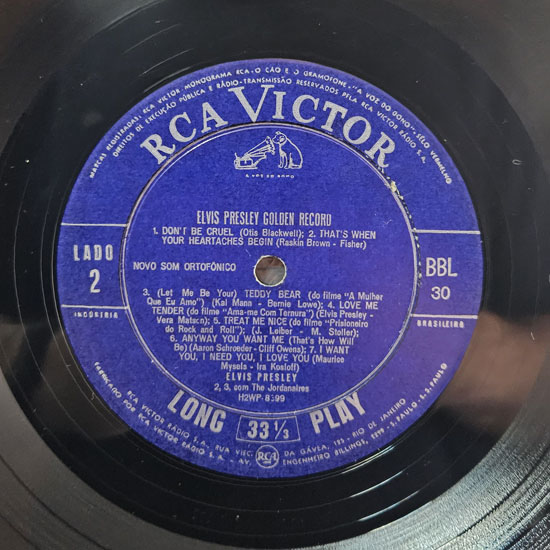 MARCAS REGISTRADAS: RCA VICTOR, MONOGRAMA RCA - O CÃO E O GRAMOFONE - "A VOZ DO DONO", SÊLO VERMELHO
DIREITOS DE EXECUÇÃO PÚBLICA E RÁDIO-TRANSMISSÃO RESERVADOS PELA RCA VICTOR RÁDIO S.A.
RCA VICTOR
A VOZ DO DONO
ELVIS PRESLEY GOLDEN RECORD
1. DON'T BE CRUEL (Otis Blackwell); 2. THAT'S WHEN
YOUR HEARTACHES BEGIN (Raskin Brown - Fisher)
LADO
2
NOVO SOM ORTOFÔNICO
BBL
30
INDÚSTRIA
BRASILEIRA
3. (Let Me Be Your) TEDDY BEAR (do filme "A Mulher
Que Eu Amo") (Kal Mann - Bernie Lowe); 4. LOVE ME
TENDER (do filme "Ama-me Com Ternura") (Elvis Presley -
Vera Matson); 5. TREAT ME NICE (do filme "Prisioneiro
do Rock and Roll"); (J. Leiber - M. Stoller);
6. ANYWAY YOU WANT ME (That's How Will
Be) (Aaron Schroeder - Cliff Owens); 7. I WANT
YOU, I NEED YOU, I LOVE YOU (Maurice
Mysels - Ira Kosloff)
ELVIS PRESLEY
2, 3, com The Jordanaires
H2WP-8399
LONG 33 1/3 PLAY
RCA
FABRICADO POR RCA VICTOR RÁDIO S.A.
RCA VICTOR RÁDIO S.A., RUA
DA GÁVEA, 135 - RIO DE JANEIRO
ENGENHEIRO BILLINGS, S. PAULO - E. S. PAULO